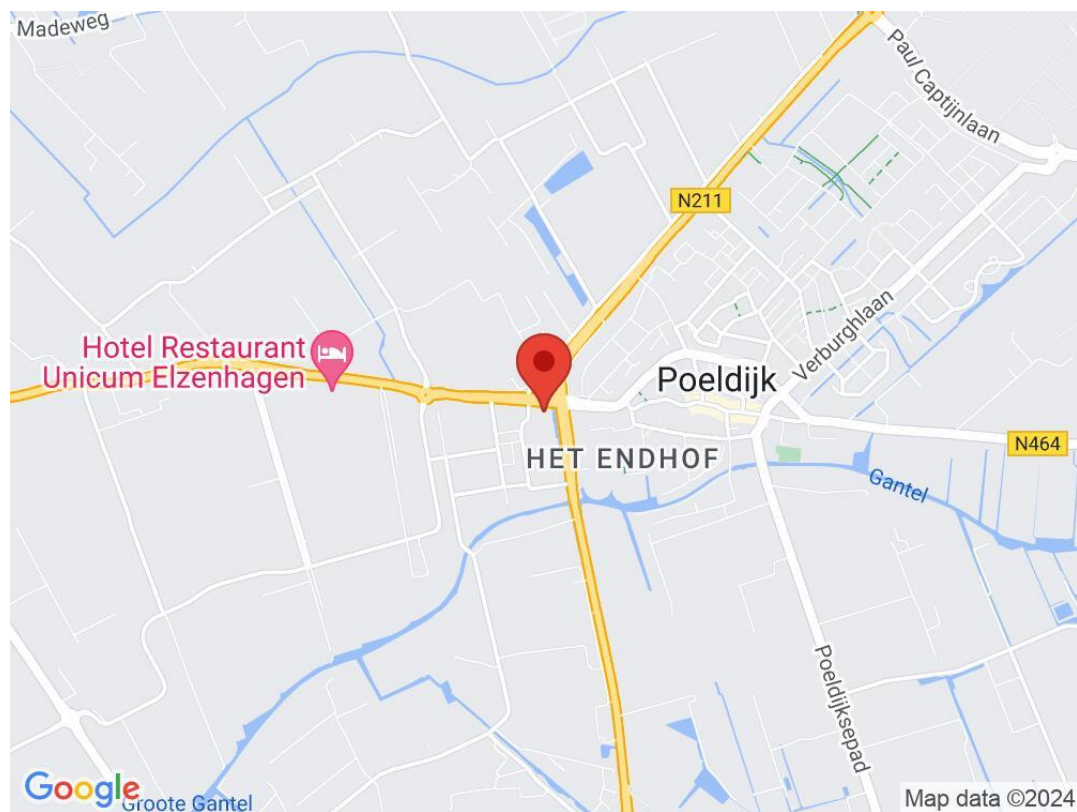 Madeweg
Paul Captijnlaan
N211
Verburghlaan
Hotel Restaurant
Unicum Elzenhagen
Poeldijk
N464
HET ENDHOF
Gantel
Poeldijksepad
Google
Groote Gantel
Map data ©2024